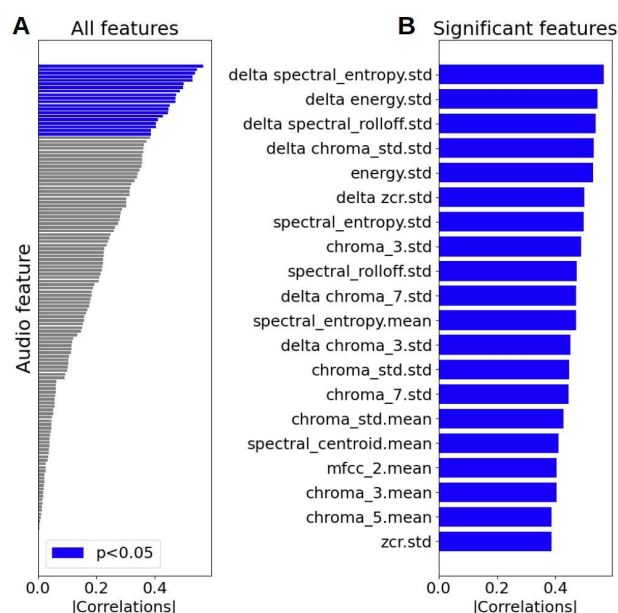 A
All features
Audio feature
p<0.05
0.0
0.2
0.4
|Correlations|
B
Significant features
delta spectral_entropy.std
delta energy.std
delta spectral_rolloff.std
delta chroma_std.std
energy.std
delta zcr.std
spectral_entropy.std
chroma_3.std
spectral_rolloff.std
delta chroma_7.std
spectral_entropy.mean
delta chroma_3.std
chroma_std.std
chroma_7.std
chroma_std.mean
spectral_centroid.mean
mfcc_2.mean
chroma_3.mean
chroma_5.mean
zcr.std
0.0
0.2
0.4
|Correlations|